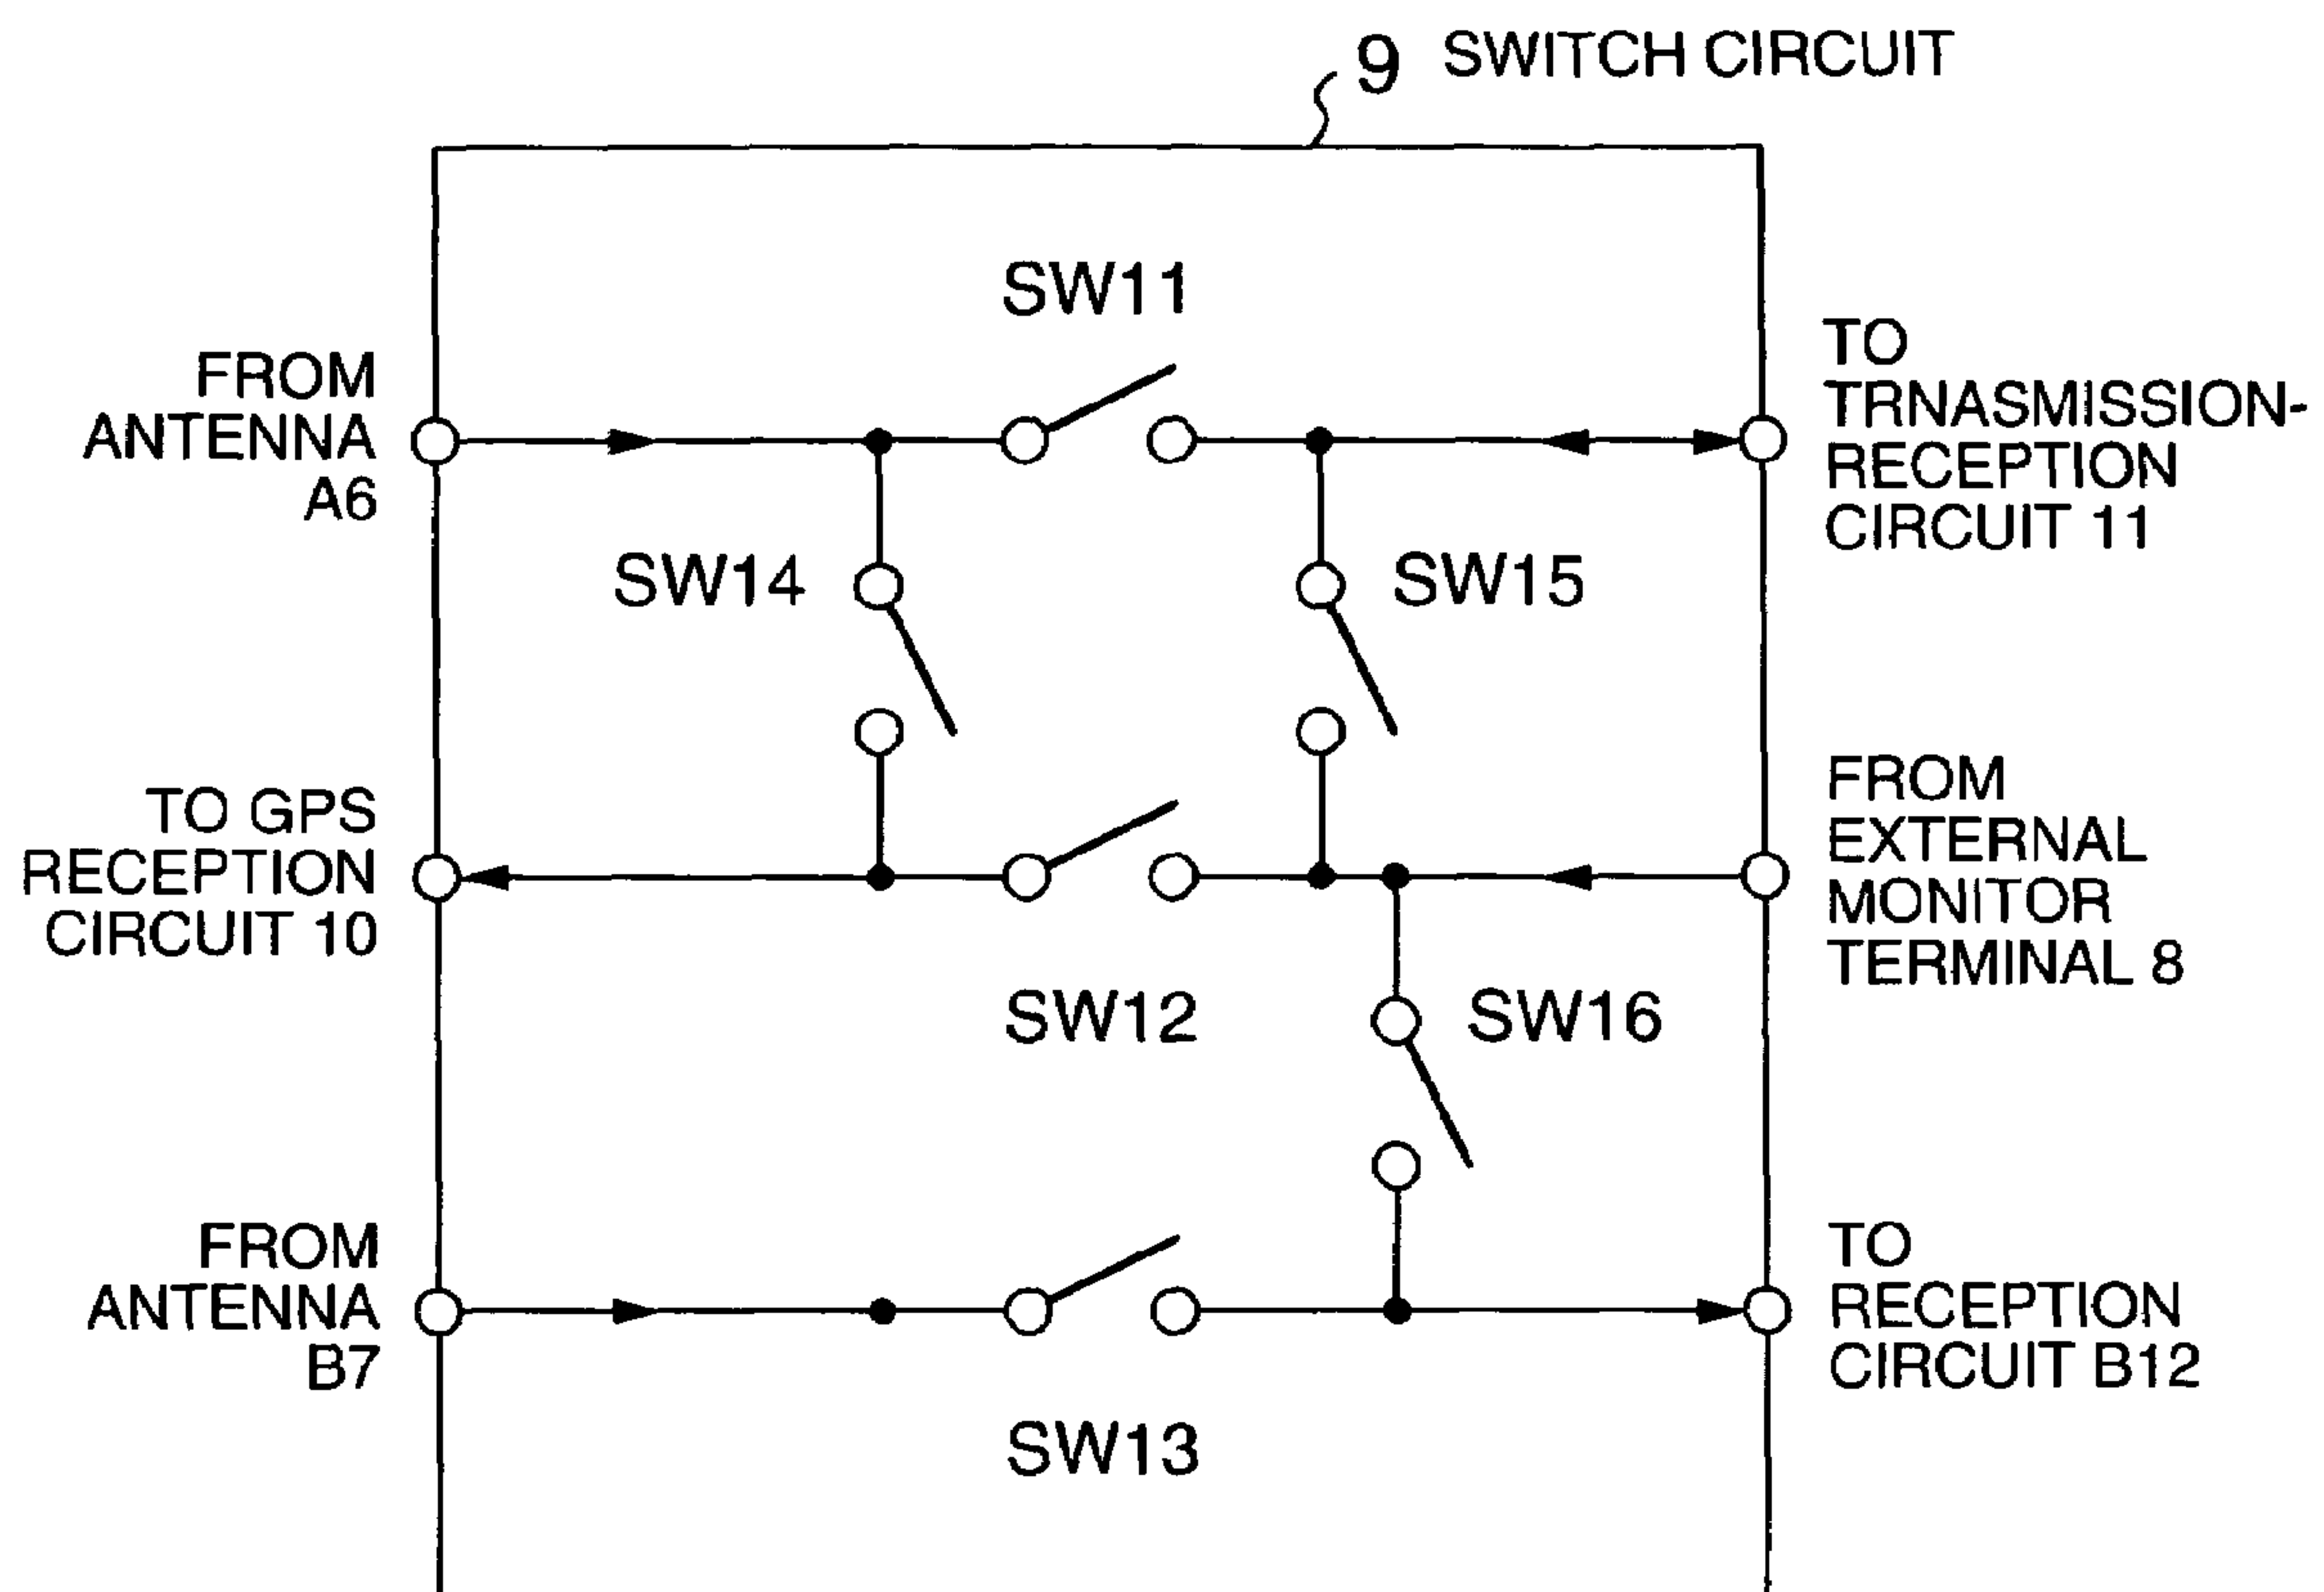 9 SWITCH CIRCUIT
SW11
FROM
ANTENNA
A6
TO
TRNASMISSION-
RECEPTION
CIRCUIT 11
SW14
SW15
TO GPS
RECEPTION
CIRCUIT 10
FROM
EXTERNAL
MONITOR
TERMINAL 8
SW12
SW16
FROM
ANTENNA
B7
TO
RECEPTION
CIRCUIT B12
SW13